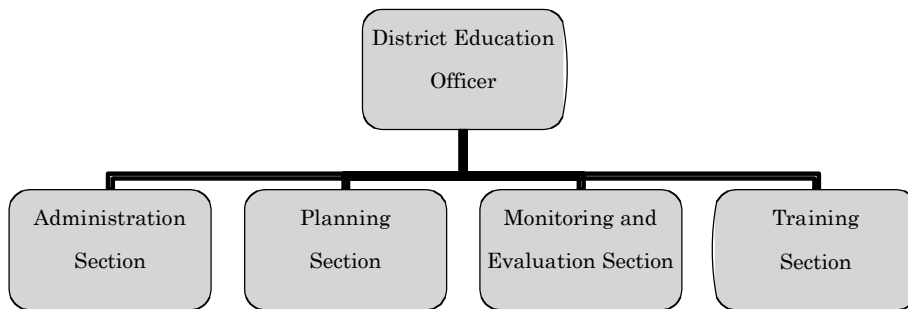 District Education
Officer
Administration
Section
Planning
Section
Monitoring and
Evaluation Section
Training
Section